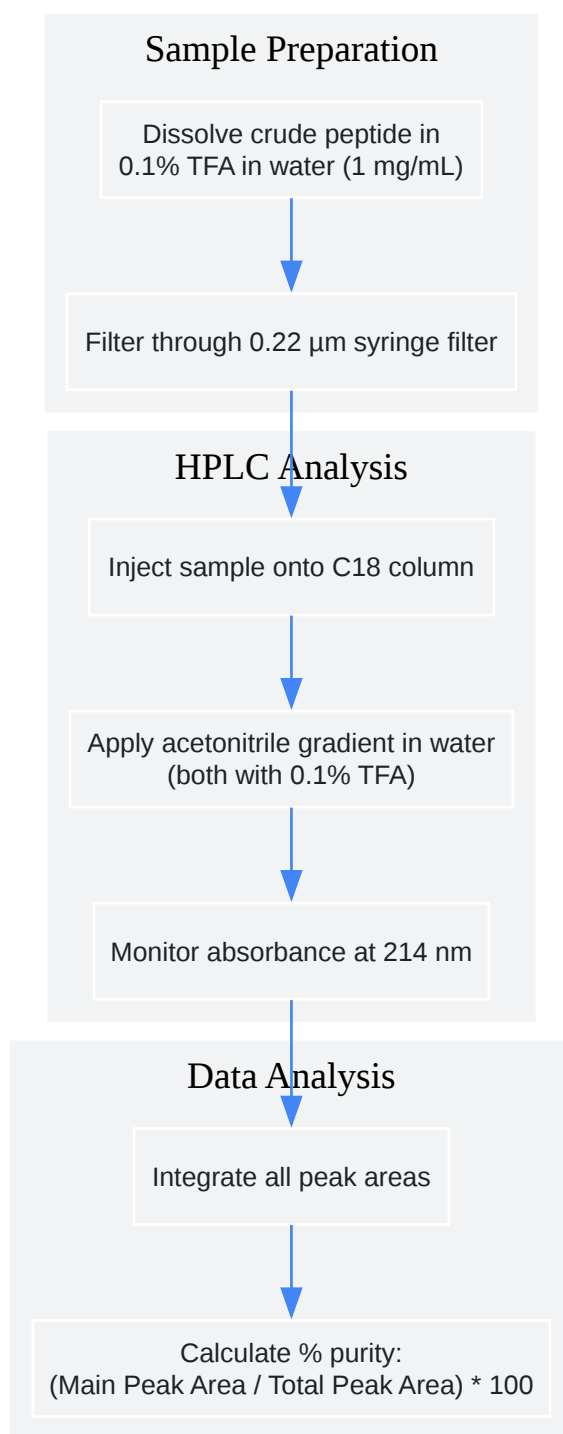 Sample Preparation
Dissolve crude peptide in
0.1% TFA in water (1 mg/mL)
Filter through 0.22 µm syringe filter
HPLC Analysis
Inject sample onto C18 column
Apply acetonitrile gradient in water
(both with 0.1% TFA)
Monitor absorbance at 214 nm
Data Analysis
Integrate all peak areas
Calculate % purity:
(Main Peak Area / Total Peak Area) * 100